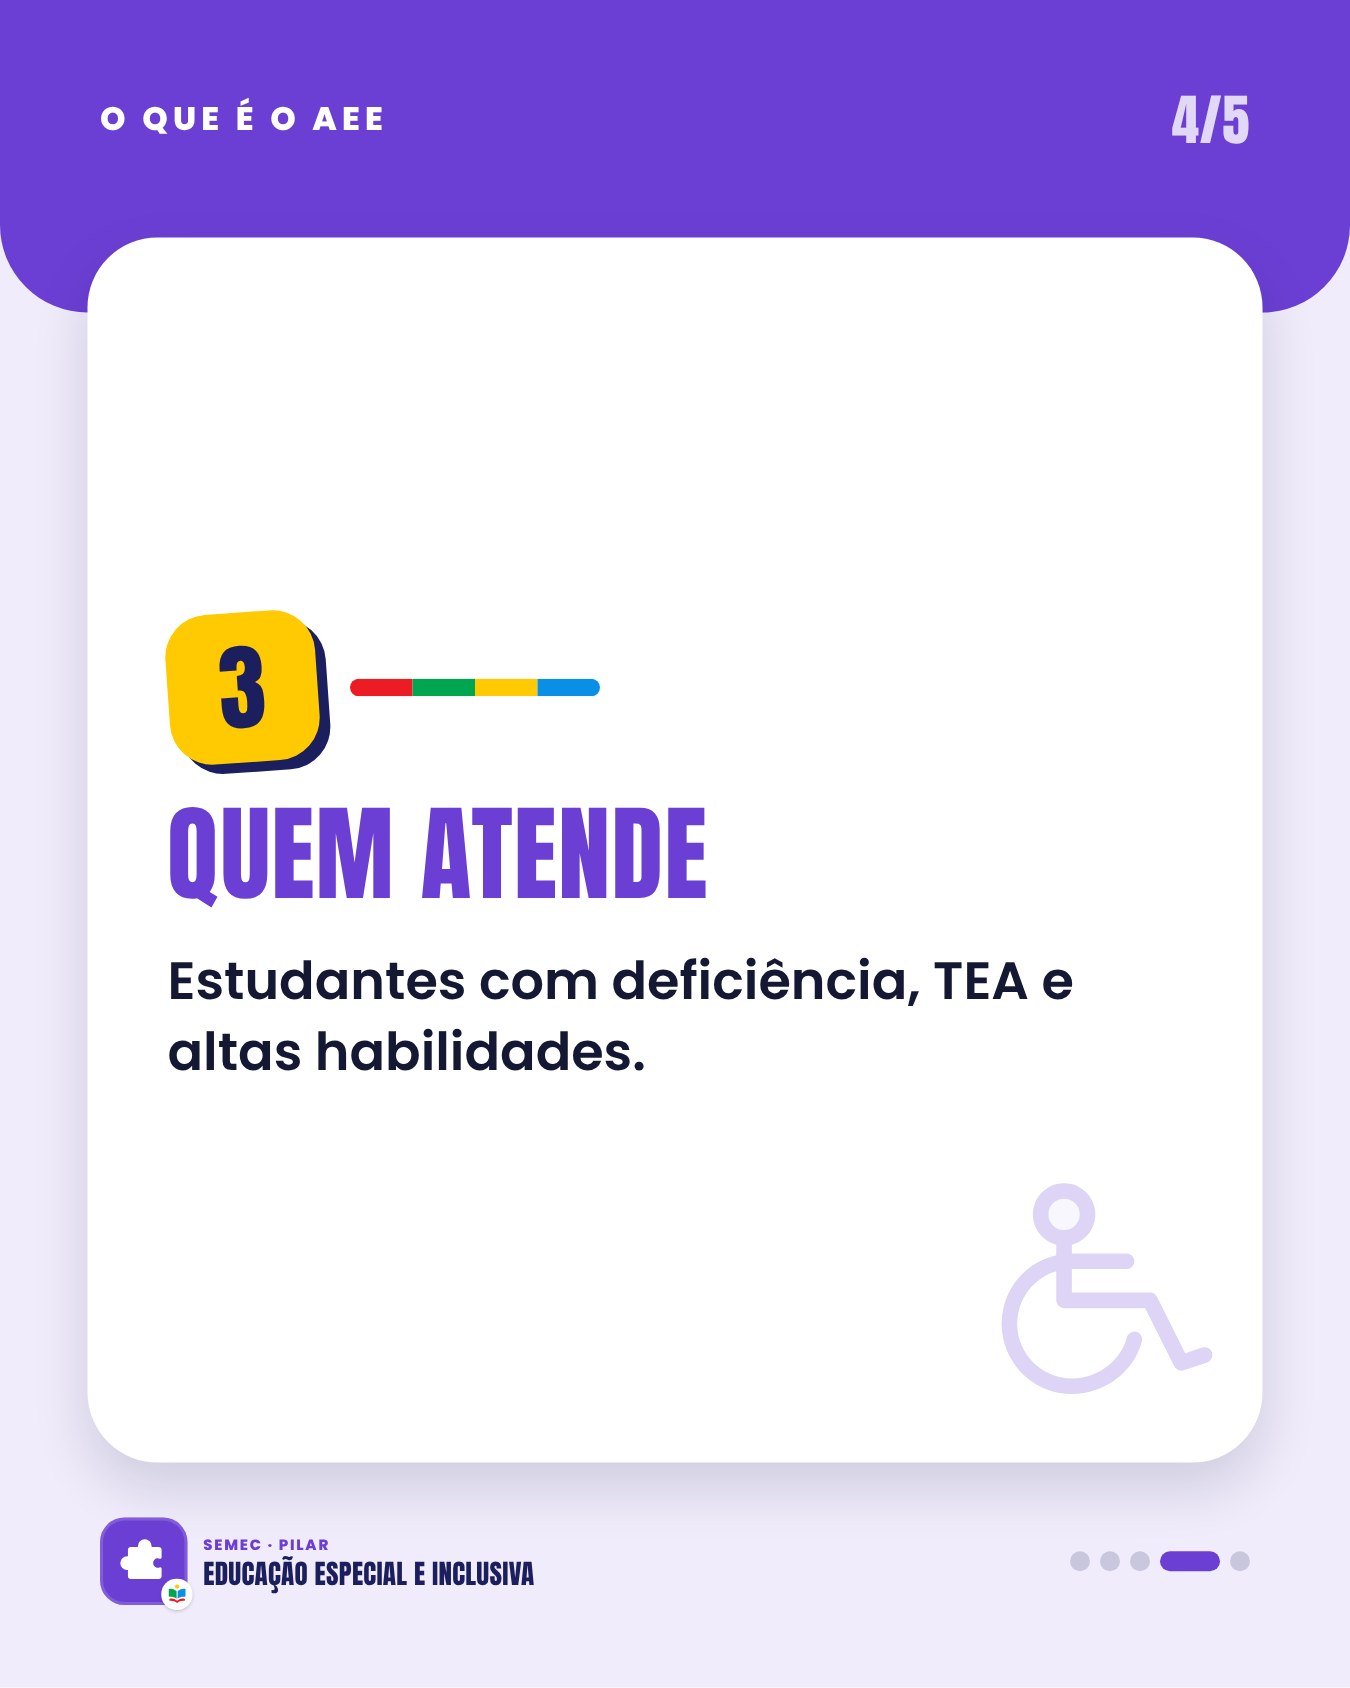 O QUE É O AEE
4/5
3
QUEM ATENDE
Estudantes com deficiência, TEA e
altas habilidades.
SEMEC · PILAR
EDUCAÇÃO ESPECIAL E INCLUSIVA